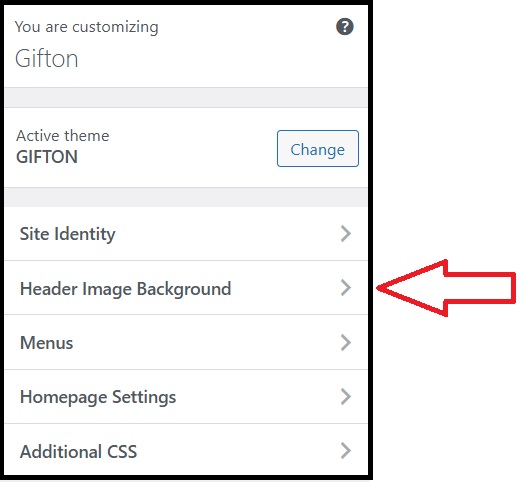 You are customizing
Gifton
Active theme
GIFTON
Change
Site Identity
Header Image Background
Menus
Homepage Settings
Additional CSS